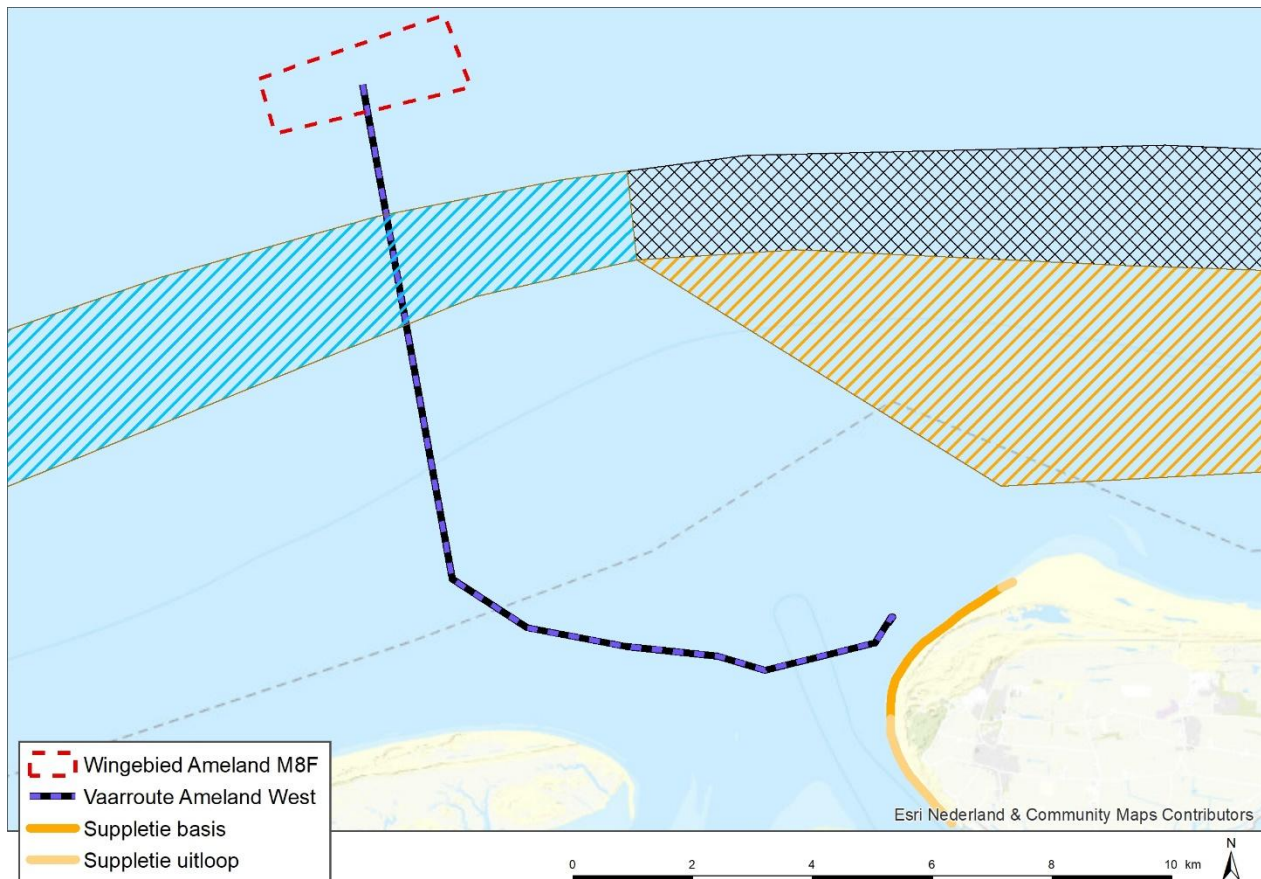 Wingebied Ameland M8F
Vaarroute Ameland West
Suppletie basis
Suppletie uitloop
Esri Nederland & Community Maps Contributors
0 2 4 6 8 10 km
N